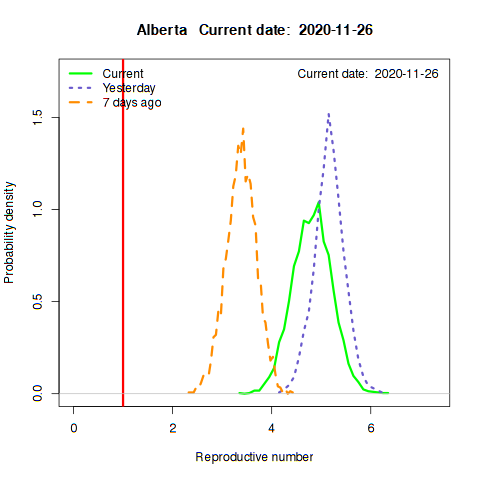 Alberta Current date: 2020-11-26
Current
Current date: 2020-11-26
Yesterday
7 days ago
Probability density
0.0
0.5
1.0
1.5
0 2 4 6
Reproductive number